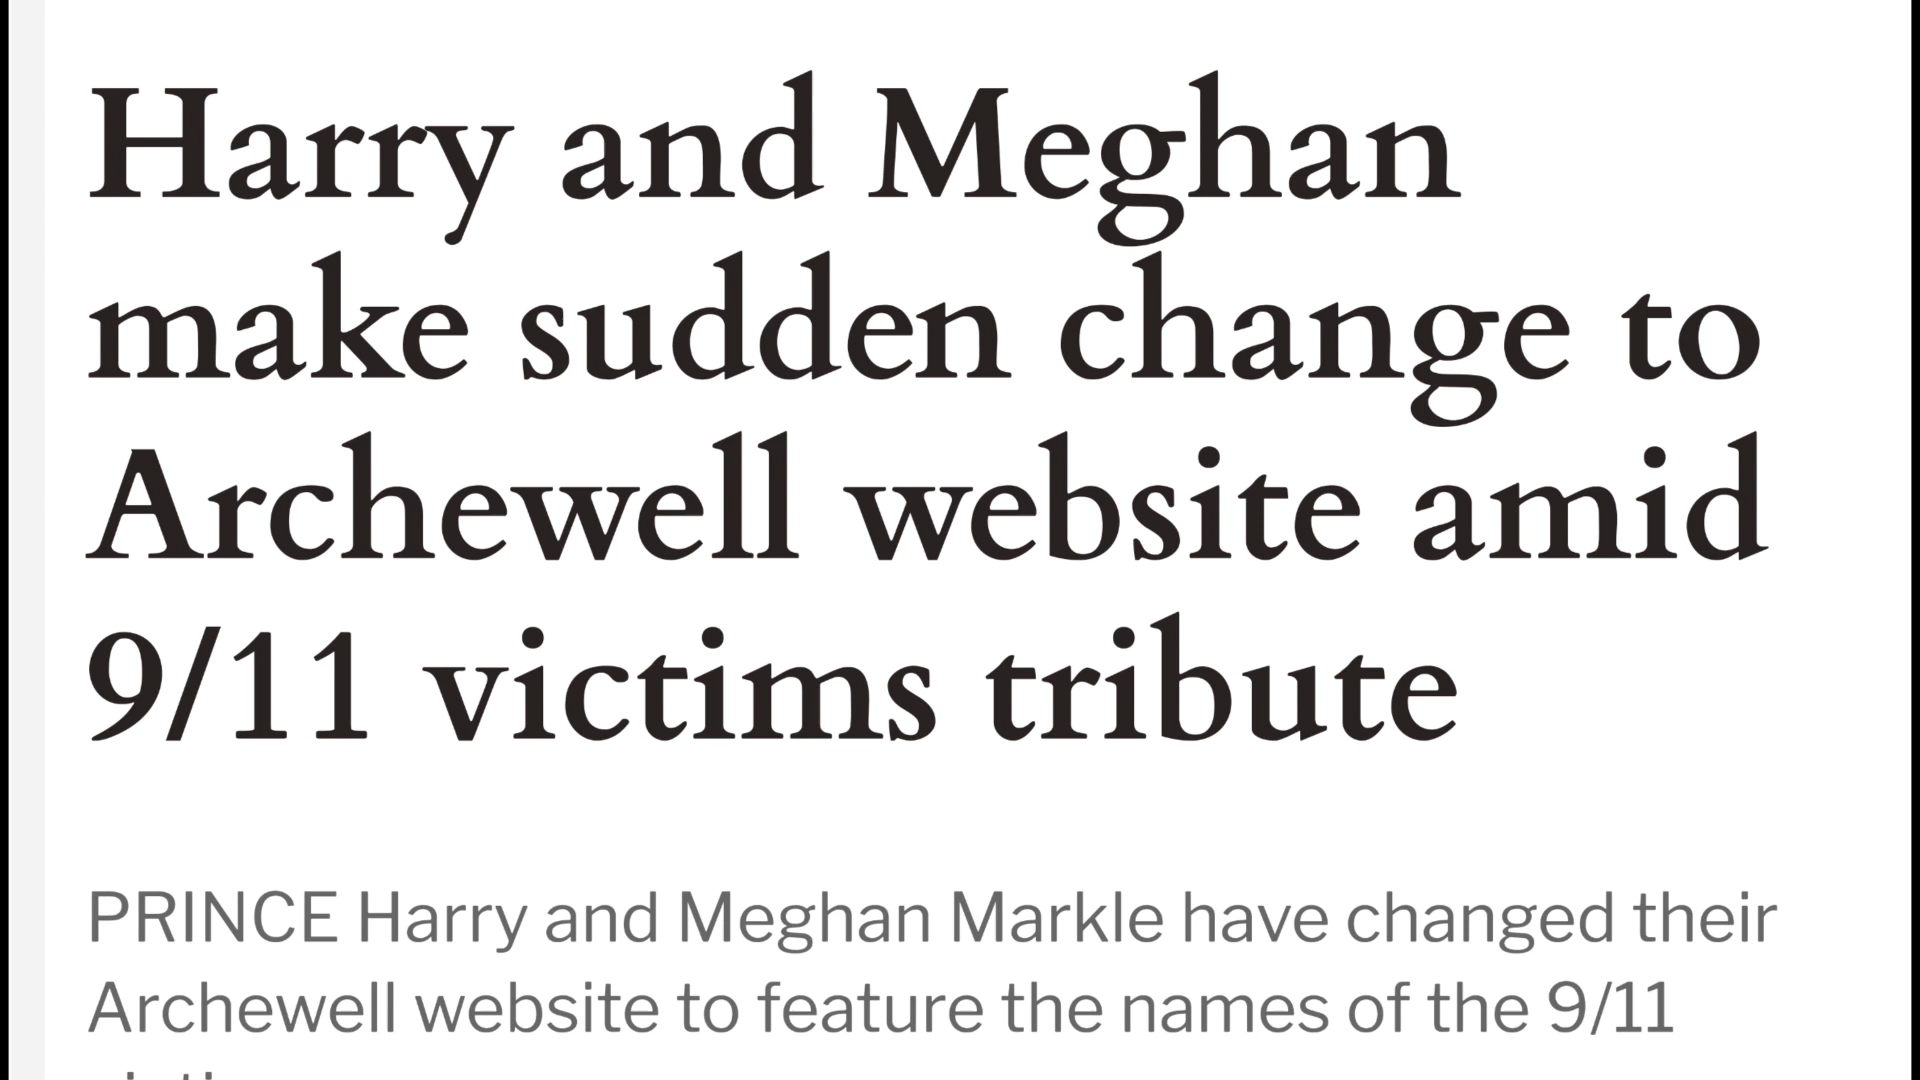 Harry and Meghan
make sudden change to
Archewell website amid
9/11 victims tribute
PRINCE Harry and Meghan Markle have changed their
Archewell website to feature the names of the 9/11